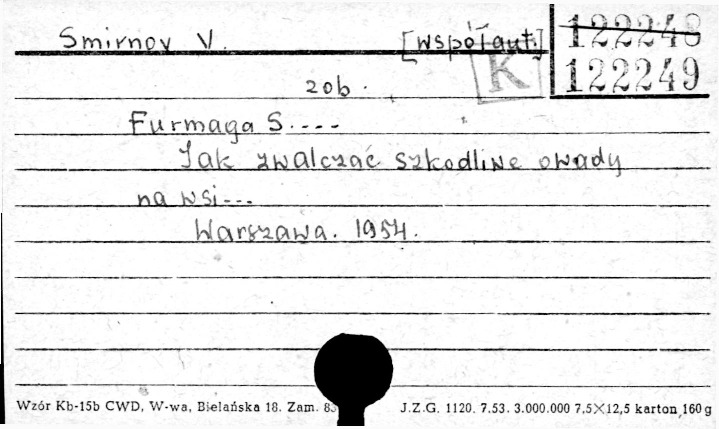 Smirnov V. [współaut.] 122248
K 122249
zob.
Furmaga S. ----
Jak zwalczać szkodliwe owady
na wsi ---
Warszawa. 1954.
Wzór Kb-15b CWD, W-wa, Bielańska 18. Zam. 83 J.Z.G. 1120. 7.53. 3.000.000 7,5×12,5 karton 160 g